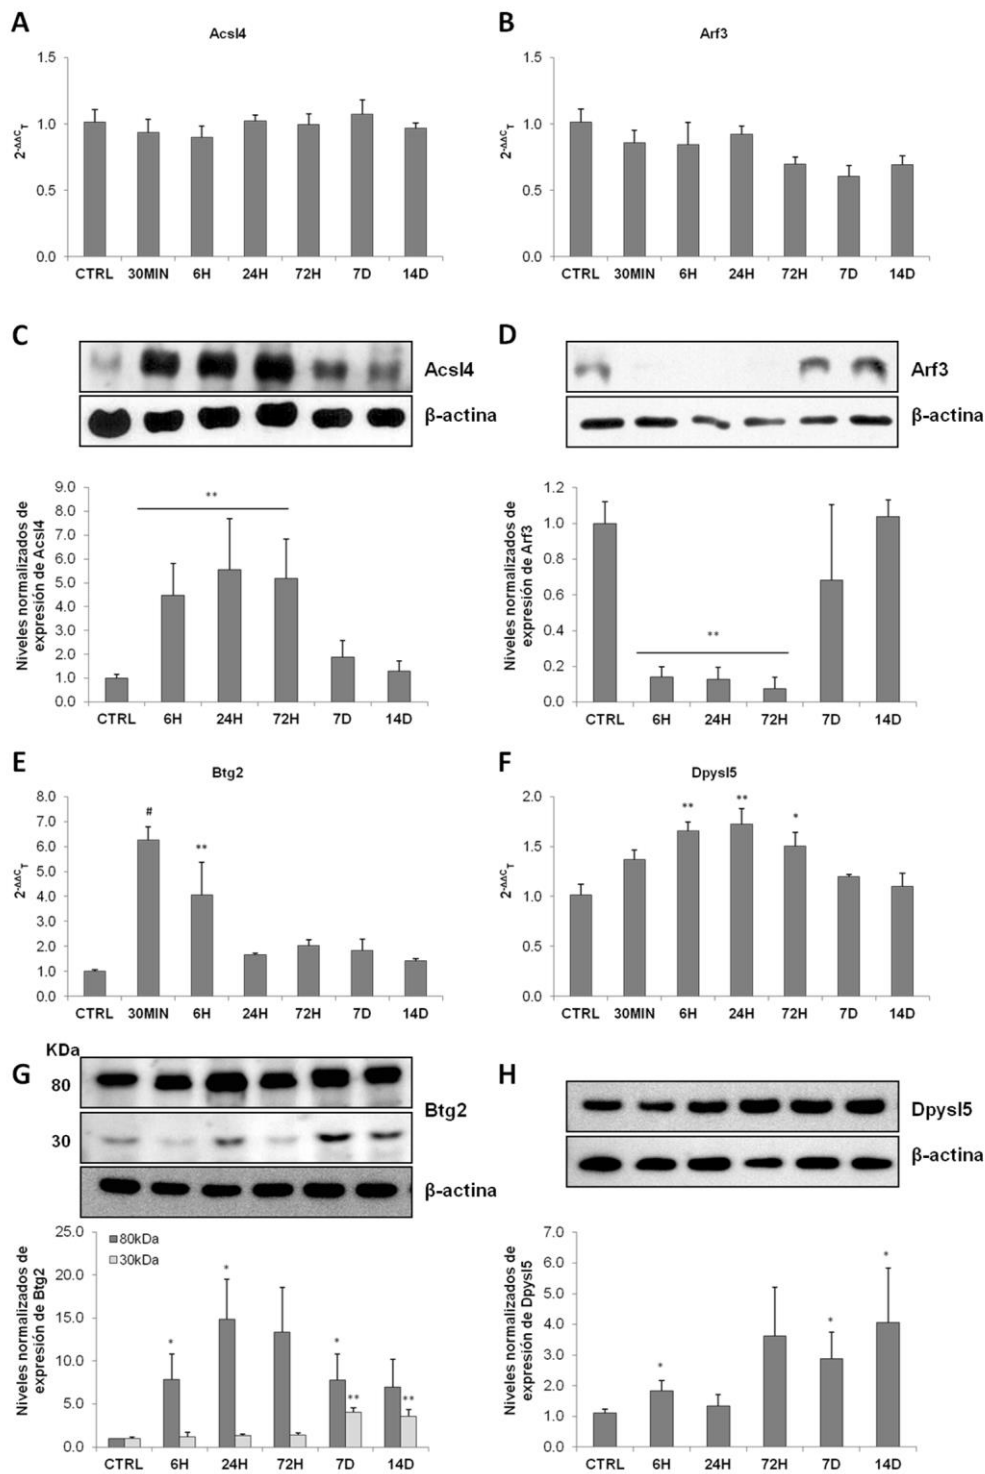 A
Acsl4
1.5
1.0
0.5
0.0
2-ΔΔCT
CTRL 30MIN 6H 24H 72H 7D 14D
B
Arf3
1.5
1.0
0.5
0.0
2-ΔΔCT
CTRL 30MIN 6H 24H 72H 7D 14D
C
Acsl4
β-actina
Niveles normalizados de
expresión de Acsl4
9.0
8.0
7.0
6.0
5.0
4.0
3.0
2.0
1.0
0.0
**
CTRL 6H 24H 72H 7D 14D
D
Arf3
β-actina
Niveles normalizados de
expresión de Arf3
1.2
1.0
0.8
0.6
0.4
0.2
0.0
**
CTRL 6H 24H 72H 7D 14D
E
Btg2
8.0
7.0
6.0
5.0
4.0
3.0
2.0
1.0
0.0
2-ΔΔCT
#
**
CTRL 30MIN 6H 24H 72H 7D 14D
F
Dpysl5
2.0
1.5
1.0
0.5
0.0
2-ΔΔCT
** ** *
CTRL 30MIN 6H 24H 72H 7D 14D
G
KDa
80
30
Btg2
β-actina
Niveles normalizados de
expresión de Btg2
25.0
20.0
15.0
10.0
5.0
0.0
80kDa
30kDa
* * * ** **
CTRL 6H 24H 72H 7D 14D
H
Dpysl5
β-actina
Niveles normalizados de
expresión de Dpysl5
7.0
6.0
5.0
4.0
3.0
2.0
1.0
0.0
* * *
CTRL 6H 24H 72H 7D 14D